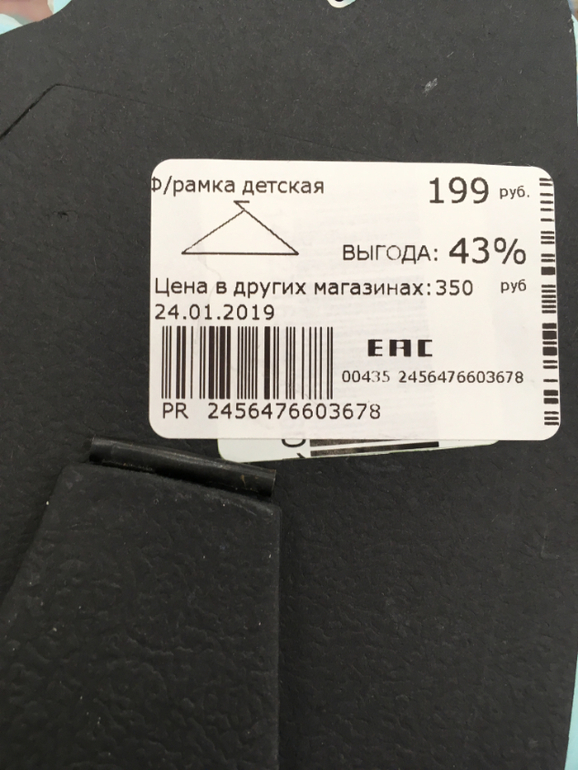 Ф/рамка детская
199 руб.
ВЫГОДА: 43%
Цена в других магазинах: 350 руб
24.01.2019
EAC
00435 2456476603678
PR 2456476603678